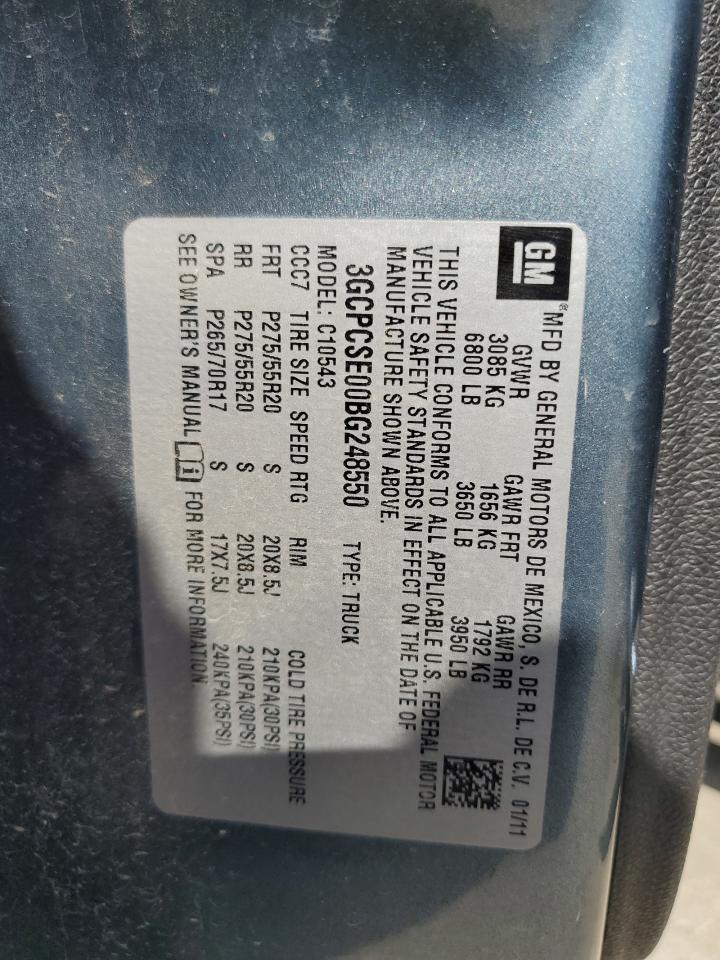 GM
® MFD BY GENERAL MOTORS DE MEXICO, S. DE R.L. DE C.V. 01/11
GVWR GAWR FRT GAWR RR
3085 KG 1656 KG 1792 KG
6800 LB 3650 LB 3950 LB
THIS VEHICLE CONFORMS TO ALL APPLICABLE U.S. FEDERAL MOTOR
VEHICLE SAFETY STANDARDS IN EFFECT ON THE DATE OF
MANUFACTURE SHOWN ABOVE.
3GCPCSE00BG248550 TYPE: TRUCK
MODEL: C10543
CCC7 TIRE SIZE SPEED RTG RIM COLD TIRE PRESSURE
FRT P275/55R20 S 20X8.5J 210KPA(30PSI)
RR P275/55R20 S 20X8.5J 210KPA(30PSI)
SPA P265/70R17 S 17X7.5J 240KPA(35PSI)
SEE OWNER'S MANUAL i FOR MORE INFORMATION.